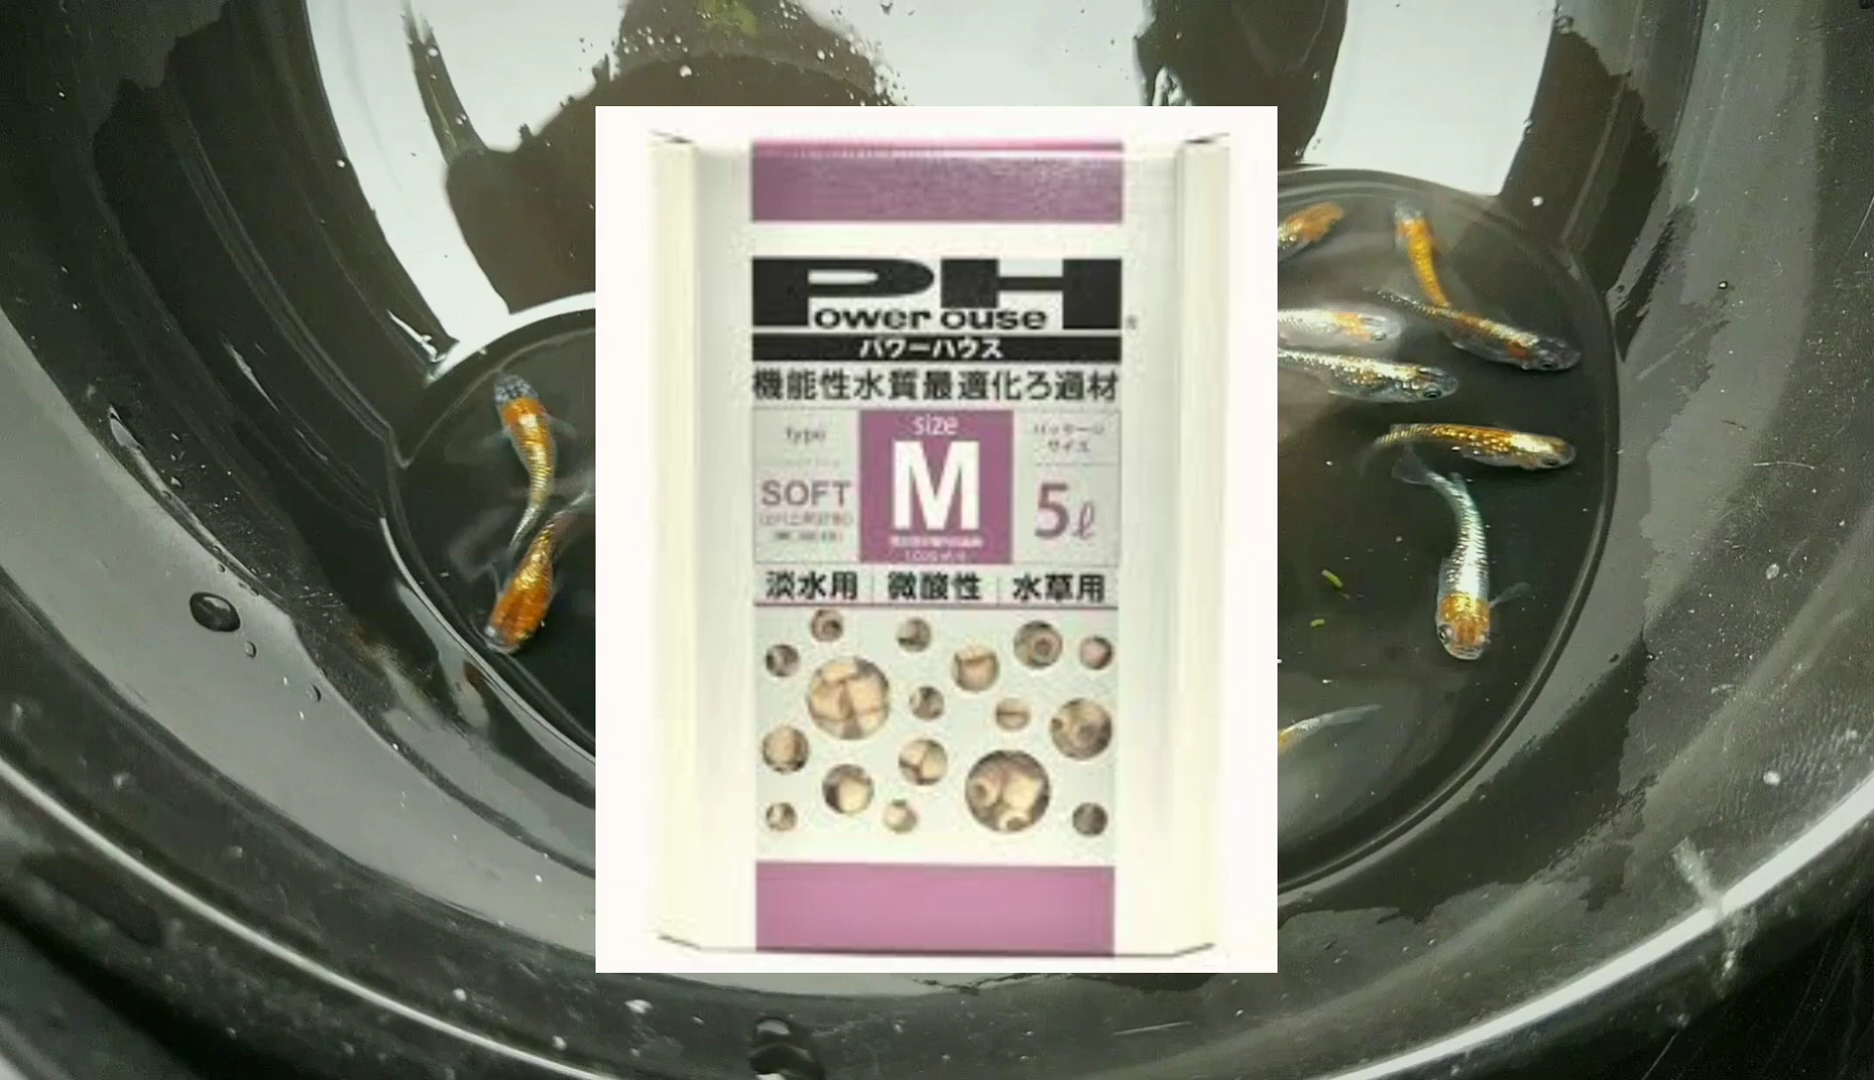 PH
ower ouse
®
パワーハウス
機能性水質最適化ろ過材
Type
SOFT
size
M
パッケージ
サイズ
5ℓ
淡水用 微酸性 水草用